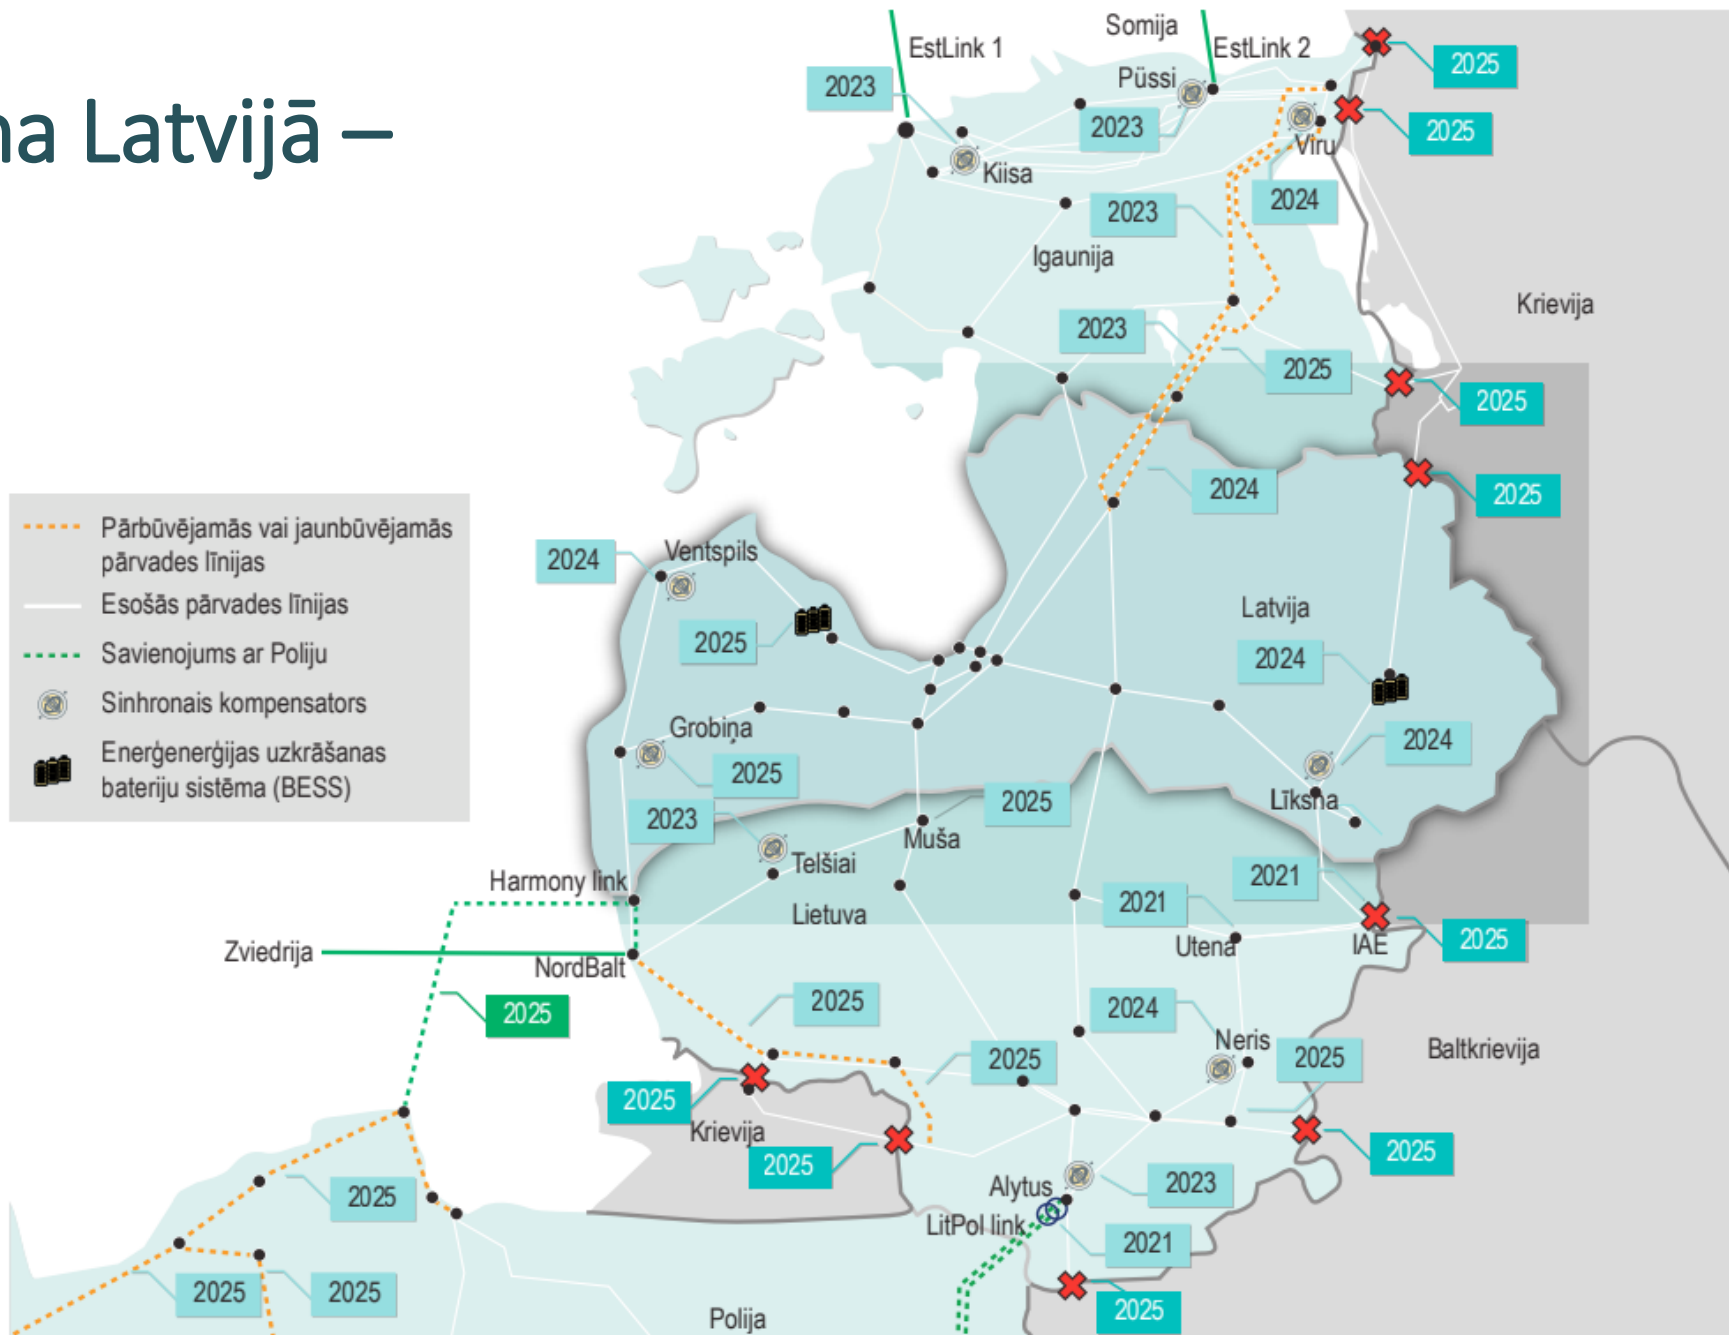 na Latvijā –
Somija
EstLink 1
EstLink 2
2025
Püssi
2023
2023
2025
Viru
Kiisa
2024
2023
Igaunija
Krievija
2023
2025
2025
2024
2025
Pārbūvējamās vai jaunbūvējamās
pārvades līnijas
Esošās pārvades līnijas
Savienojums ar Poliju
Sinhronais kompensators
Enerģenerģijas uzkrāšanas
bateriju sistēma (BESS)
Ventspils
2024
Latvija
2025
2024
Grobiņa
2024
2025
Līksna
2025
2023
Muša
Telšiai
Harmony link
2021
2021
Lietuva
Utena
IAE
2025
Zviedrija
NordBalt
2025
2025
2024
Neris
2025
2025
Baltkrievija
2025
Krievija
2025
2025
Alytus
2023
2025
LitPol link
2021
2025
2025
2025
Polija